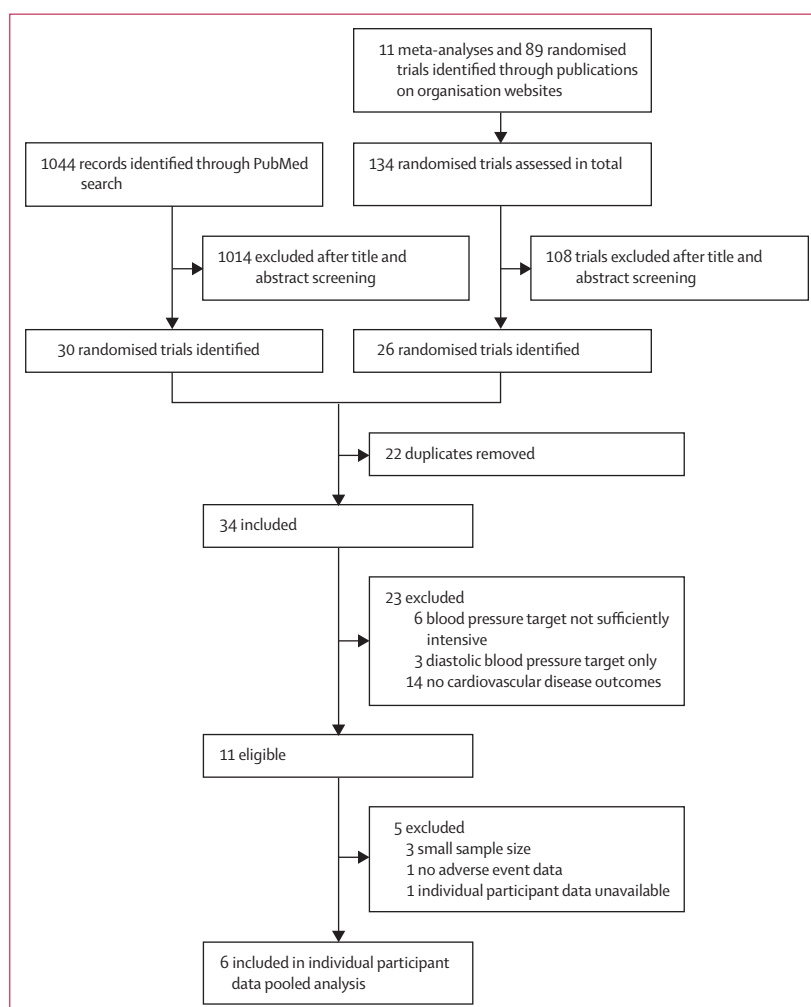 11 meta-analyses and 89 randomised
trials identified through publications
on organisation websites
1044 records identified through PubMed
search
134 randomised trials assessed in total
1014 excluded after title and
abstract screening
108 trials excluded after title and
abstract screening
30 randomised trials identified
26 randomised trials identified
22 duplicates removed
34 included
23 excluded
6 blood pressure target not sufficiently
intensive
3 diastolic blood pressure target only
14 no cardiovascular disease outcomes
11 eligible
5 excluded
3 small sample size
1 no adverse event data
1 individual participant data unavailable
6 included in individual participant
data pooled analysis